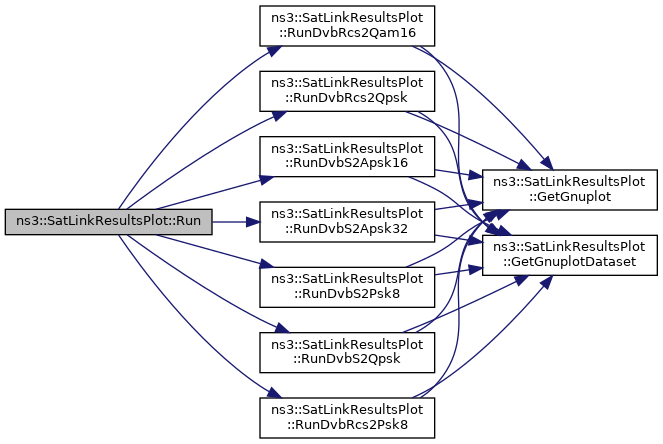 ns3::SatLinkResultsPlot::Run
ns3::SatLinkResultsPlot
::RunDvbRcs2Qam16
ns3::SatLinkResultsPlot
::RunDvbRcs2Qpsk
ns3::SatLinkResultsPlot
::RunDvbS2Apsk16
ns3::SatLinkResultsPlot
::RunDvbS2Apsk32
ns3::SatLinkResultsPlot
::RunDvbS2Psk8
ns3::SatLinkResultsPlot
::RunDvbS2Qpsk
ns3::SatLinkResultsPlot
::RunDvbRcs2Psk8
ns3::SatLinkResultsPlot
::GetGnuplot
ns3::SatLinkResultsPlot
::GetGnuplotDataset